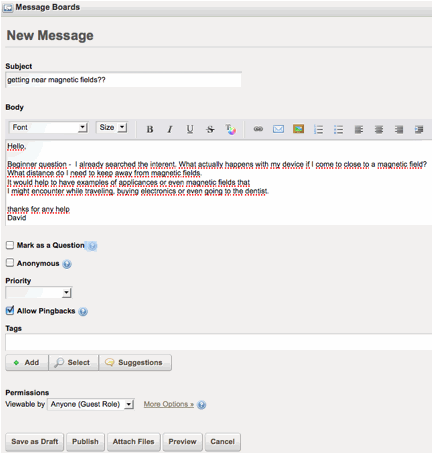 Message Boards
New Message
Subject
getting near magnetic fields??
Body
Font Size B I U S T
Hello,
Beginner question - I already searched the interent. What actually happens with my device if I come to close to a magnetic field?
What distance do I need to keep away from magnetic fields.
It would help to have examples of applicances or even magnetic fields that
I might encounter while traveling, buying electronics or even going to the dentist.
thanks for any help
David
Mark as a Question ?
Anonymous ?
Priority
Allow Pingbacks ?
Tags
Add Select Suggestions
Permissions
Viewable by Anyone (Guest Role) More Options » ?
Save as Draft Publish Attach Files Preview Cancel